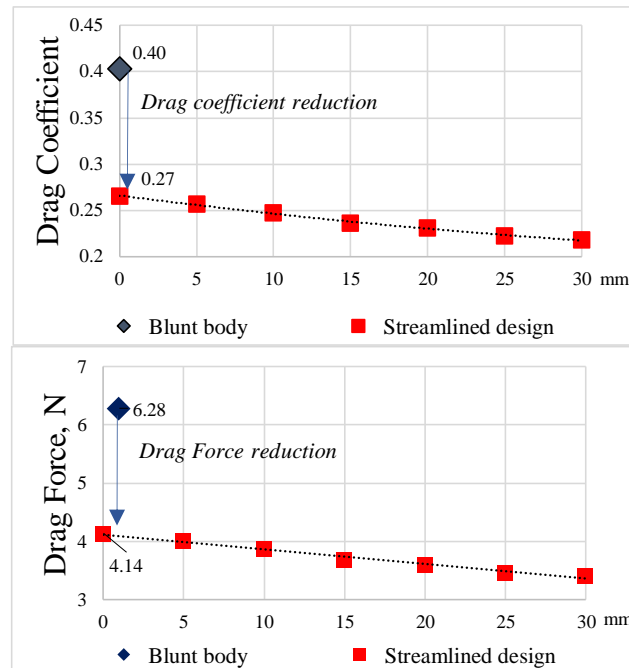 0.45
0.40
0.4
Drag coefficient reduction
0.35
0.3
0.27
0.25
0.2
Drag Coefficient
0 5 10 15 20 25 30 mm
Blunt body Streamlined design
7
6.28
6
Drag Force reduction
5
4
4.14
3
Drag Force, N
0 5 10 15 20 25 30 mm
Blunt body Streamlined design